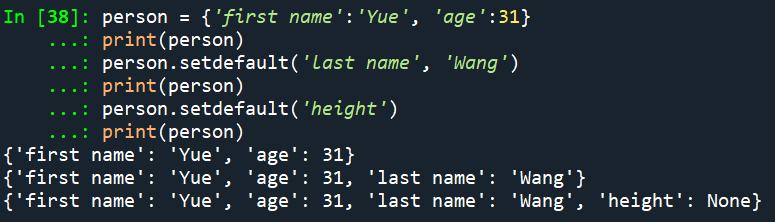 In [38]: person = {'first name':'Yue', 'age':31}
    ...: print(person)
    ...: person.setdefault('last name', 'Wang')
    ...: print(person)
    ...: person.setdefault('height')
    ...: print(person)
{'first name': 'Yue', 'age': 31}
{'first name': 'Yue', 'age': 31, 'last name': 'Wang'}
{'first name': 'Yue', 'age': 31, 'last name': 'Wang', 'height': None}